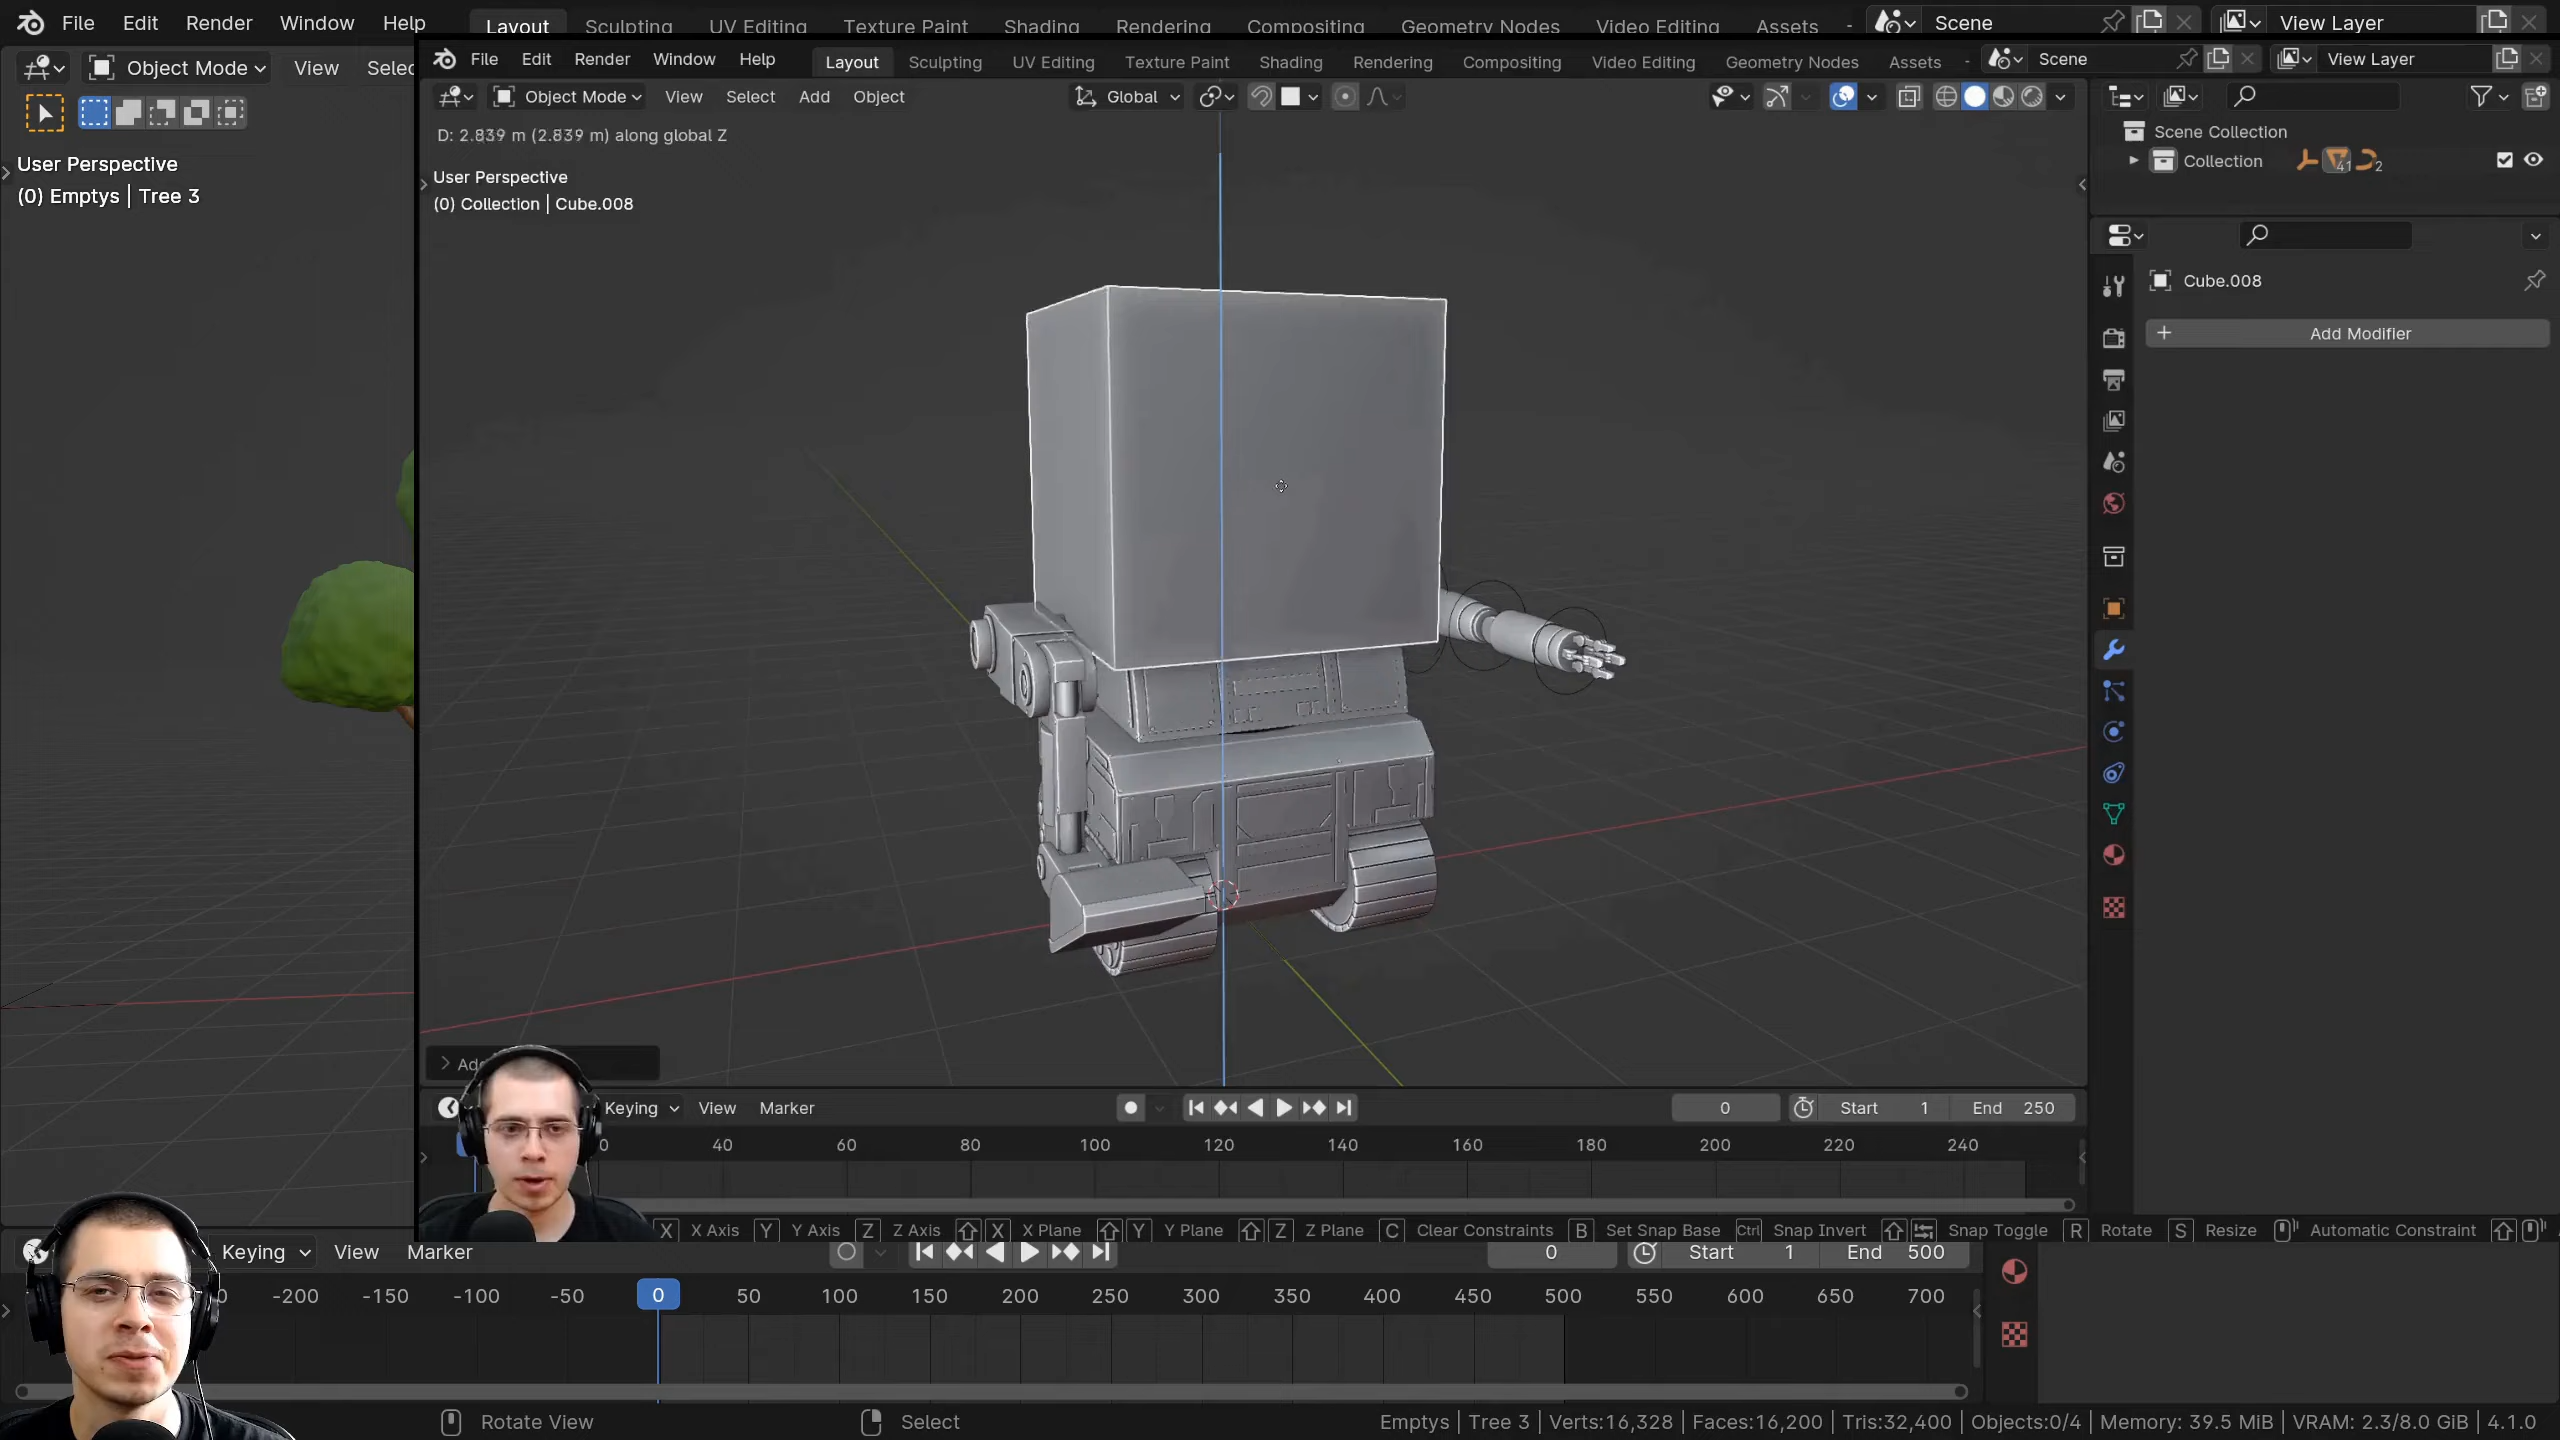 File Edit Render Window Help Layout Sculpting UV Editing Texture Paint Shading Rendering Compositing Geometry Nodes Video Editing Assets Scene View Layer
Object Mode View Selec
User Perspective
(0) Emptys | Tree 3
File Edit Render Window Help Layout Sculpting UV Editing Texture Paint Shading Rendering Compositing Video Editing Geometry Nodes Assets Scene View Layer
Object Mode View Select Add Object Global
D: 2.839 m (2.839 m) along global Z
User Perspective
(0) Collection | Cube.008
Scene Collection
Collection 41 2
Cube.008
Add Modifier
Keying View Marker 0 Start 1 End 250
40 60 80 100 120 140 160 180 200 220 240
X X Axis Y Y Axis Z Z Axis X X Plane Y Y Plane Z Z Plane C Clear Constraints B Set Snap Base Ctrl Snap Invert Snap Toggle R Rotate S Resize Automatic Constraint
Keying View Marker 0 Start 1 End 500
-200 -150 -100 -50 0 50 100 150 200 250 300 350 400 450 500 550 600 650 700
Rotate View Select Emptys | Tree 3 | Verts:16,328 | Faces:16,200 | Tris:32,400 | Objects:0/4 | Memory: 39.5 MiB | VRAM: 2.3/8.0 GiB | 4.1.0